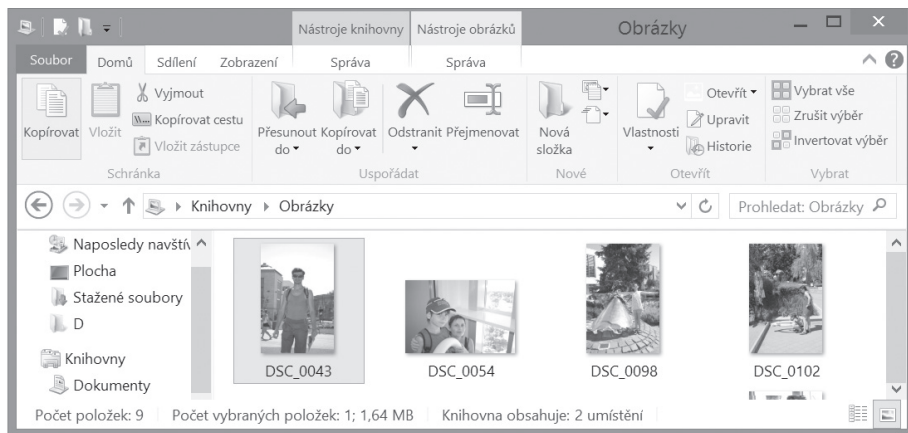 Nástroje knihovny Nástroje obrázků Obrázky
Soubor Domů Sdílení Zobrazení Správa Správa
Kopírovat
Vložit
Vyjmout
Kopírovat cestu
Vložit zástupce
Schránka
Přesunout do
Kopírovat do
Odstranit
Přejmenovat
Uspořádat
Nová složka
Nové
Vlastnosti
Otevřít
Upravit
Historie
Otevřít
Vybrat vše
Zrušit výběr
Invertovat výběr
Vybrat
Knihovny Obrázky
Prohledat: Obrázky
Naposledy navštív
Plocha
Stažené soubory
D
Knihovny
Dokumenty
DSC_0043 DSC_0054 DSC_0098 DSC_0102
Počet položek: 9 Počet vybraných položek: 1; 1,64 MB Knihovna obsahuje: 2 umístění